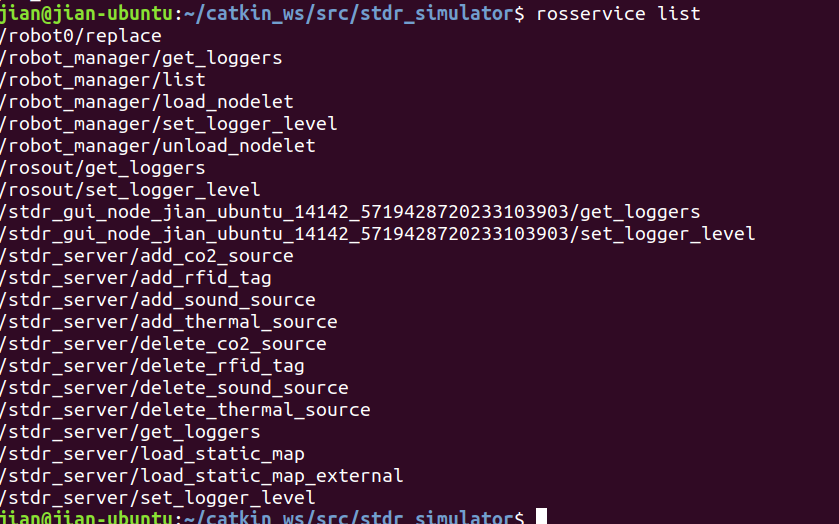 jian@jian-ubuntu:~/catkin_ws/src/stdr_simulator$ rosservice list
/robot0/replace
/robot_manager/get_loggers
/robot_manager/list
/robot_manager/load_nodelet
/robot_manager/set_logger_level
/robot_manager/unload_nodelet
/rosout/get_loggers
/rosout/set_logger_level
/stdr_gui_node_jian_ubuntu_14142_5719428720233103903/get_loggers
/stdr_gui_node_jian_ubuntu_14142_5719428720233103903/set_logger_level
/stdr_server/add_co2_source
/stdr_server/add_rfid_tag
/stdr_server/add_sound_source
/stdr_server/add_thermal_source
/stdr_server/delete_co2_source
/stdr_server/delete_rfid_tag
/stdr_server/delete_sound_source
/stdr_server/delete_thermal_source
/stdr_server/get_loggers
/stdr_server/load_static_map
/stdr_server/load_static_map_external
/stdr_server/set_logger_level
jian@jian-ubuntu:~/catkin_ws/src/stdr_simulator$